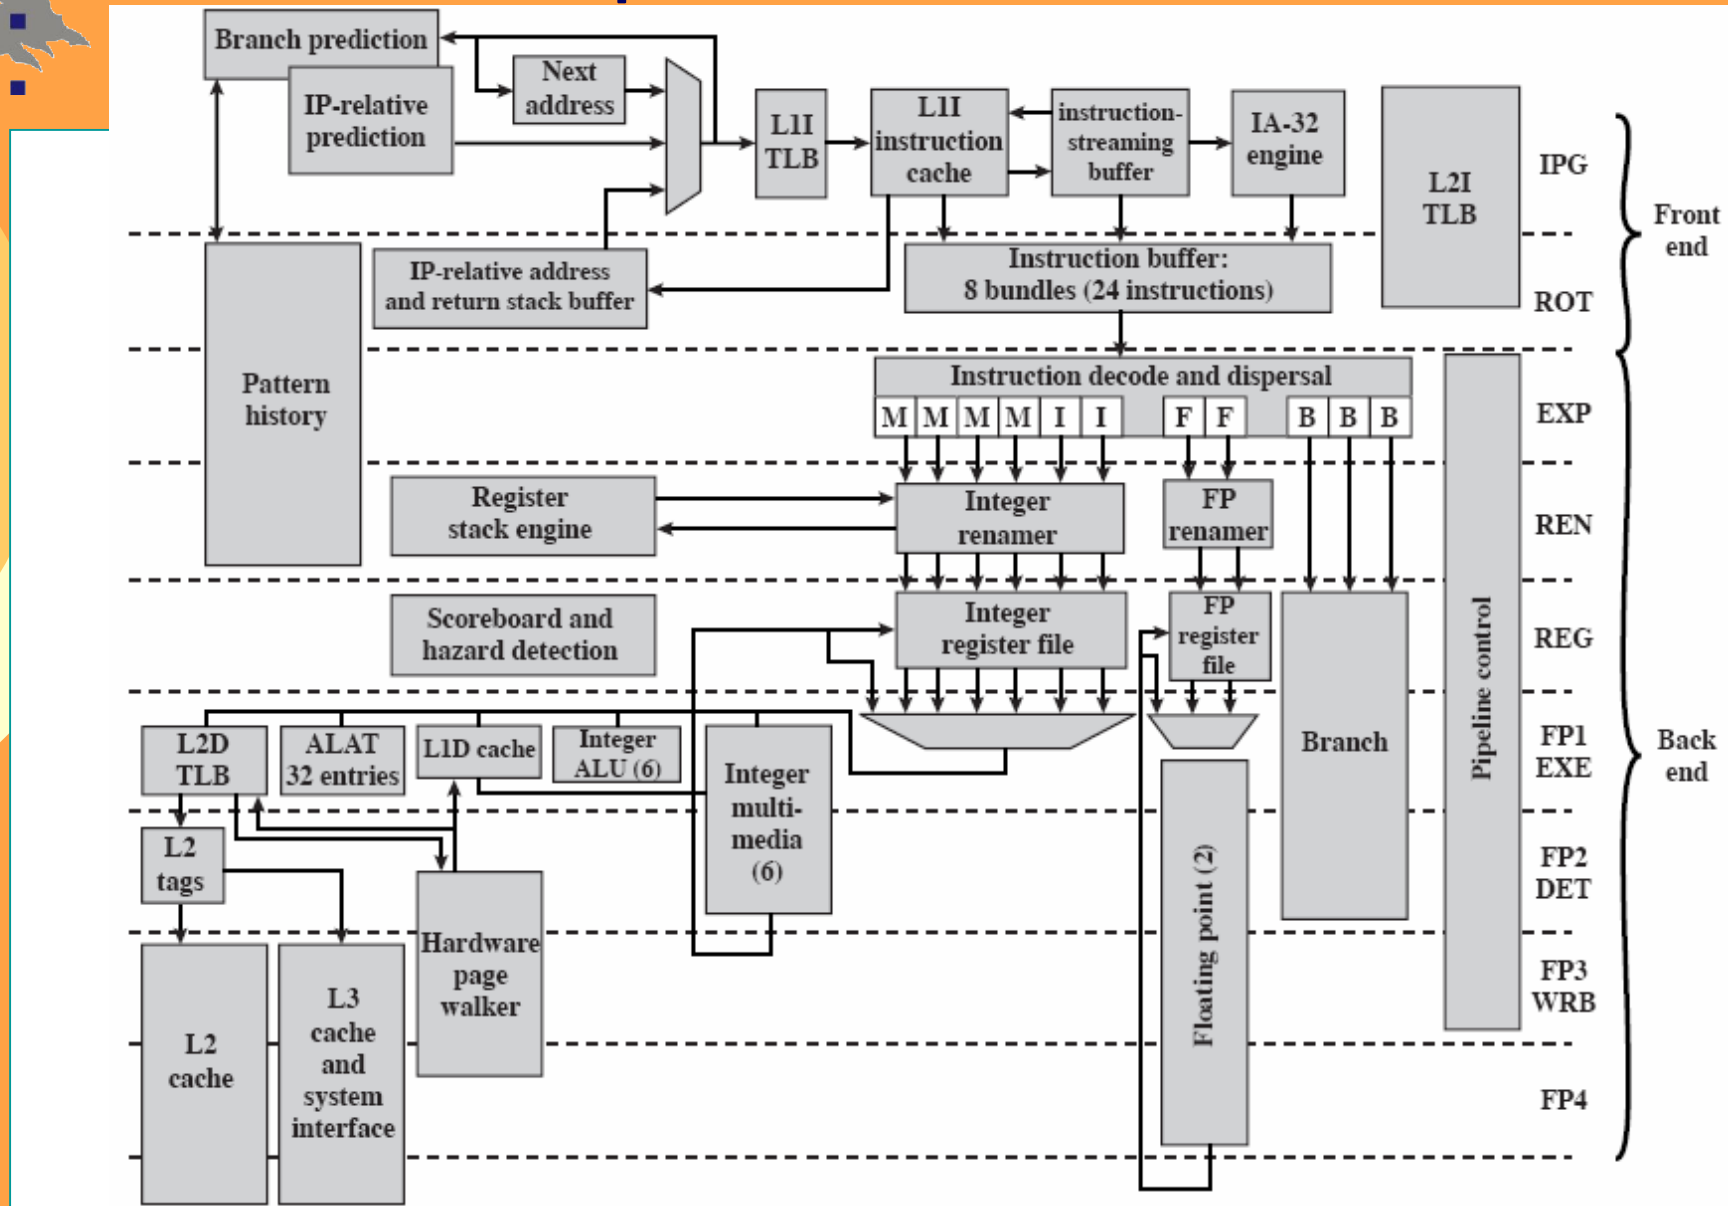 Branch prediction
IP-relative
prediction
Next
address
L1I
TLB
L1I
instruction
cache
instruction-
streaming
buffer
IA-32
engine
L2I
TLB
IPG
Front
end
IP-relative address
and return stack buffer
Instruction buffer:
8 bundles (24 instructions)
ROT
Pattern
history
Instruction decode and dispersal
M M M M I I F F B B B
EXP
Register
stack engine
Integer
renamer
FP
renamer
REN
Scoreboard and
hazard detection
Integer
register file
FP
register
file
REG
Pipeline control
L2D
TLB
ALAT
32 entries
L1D cache
Integer
ALU (6)
Integer
multi-
media
(6)
Branch
FP1
EXE
Back
end
L2
tags
Floating point (2)
FP2
DET
Hardware
page
walker
FP3
WRB
L2
cache
L3
cache
and
system
interface
FP4